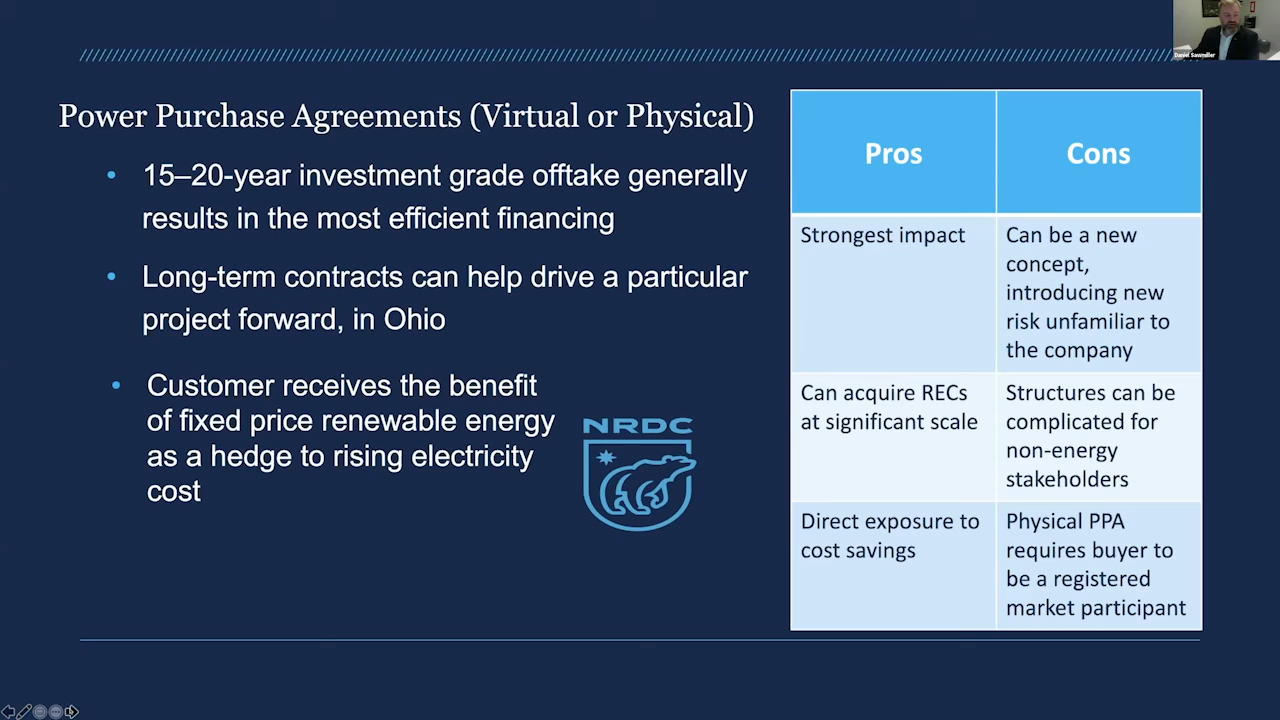 Daniel Sawmiller
Power Purchase Agreements (Virtual or Physical)
• 15–20-year investment grade offtake generally
results in the most efficient financing
• Long-term contracts can help drive a particular
project forward, in Ohio
• Customer receives the benefit
of fixed price renewable energy
as a hedge to rising electricity
cost
NRDC
Pros
Cons
Strongest impact
Can be a new
concept,
introducing new
risk unfamiliar to
the company
Can acquire RECs
at significant scale
Structures can be
complicated for
non-energy
stakeholders
Direct exposure to
cost savings
Physical PPA
requires buyer to
be a registered
market participant